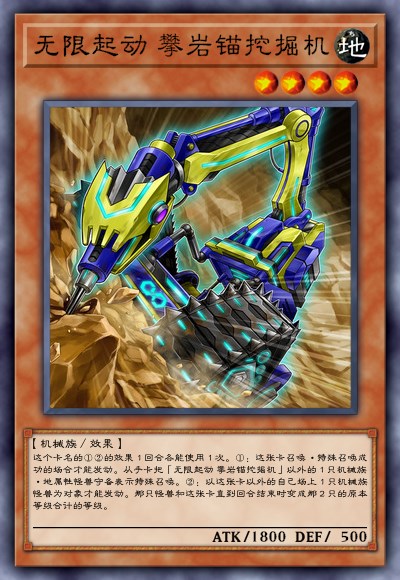 无限起动 攀岩锚挖掘机
地
【机械族／效果】
这个卡名的①②的效果1回合各能使用1次。①：这张卡召唤·特殊召唤成
功的场合才能发动。从手卡把「无限起动 攀岩锚挖掘机」以外的1只机械族
·地属性怪兽守备表示特殊召唤。②：以这张卡以外的自己场上1只机械族
怪兽为对象才能发动。那只怪兽和这张卡直到回合结束时变成那2只的原本
等级合计的等级。
ATK/1800 DEF/ 500